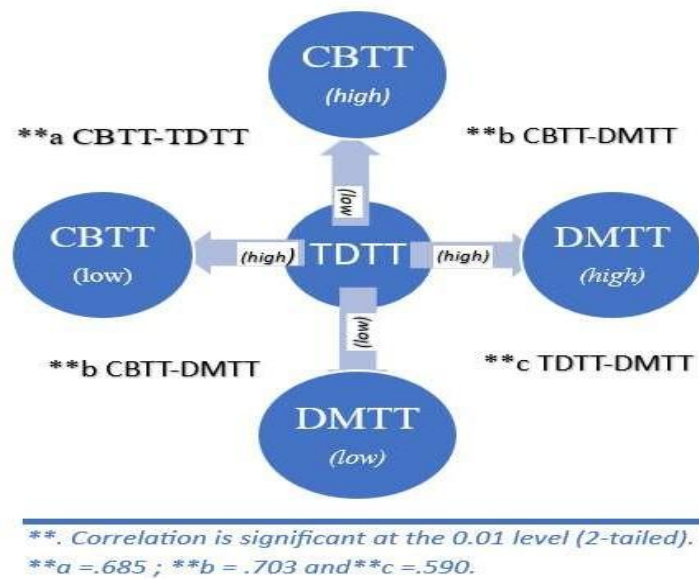 CBTT
(high)
**a CBTT-TDTT
**b CBTT-DMTT
(low
CBTT
(low)
(high)
TDTT
(high)
DMTT
(high)
(low)
**b CBTT-DMTT
**c TDTT-DMTT
DMTT
(low)
**. Correlation is significant at the 0.01 level (2-tailed).
**a =.685 ; **b = .703 and**c =.590.